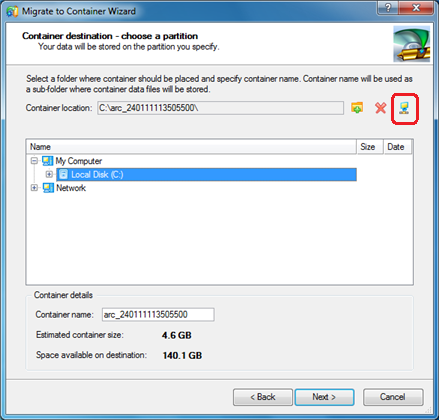 Migrate to Container Wizard
Container destination - choose a partition
Your data will be stored on the partition you specify.
Select a folder where container should be placed and specify container name. Container name will be used as
a sub-folder where container data files will be stored.
Container location: C:\arc_240111113505500\
Name Size Date
My Computer
Local Disk (C:)
Network
Container details
Container name: arc_240111113505500
Estimated container size: 4.6 GB
Space available on destination: 140.1 GB
< Back Next > Cancel